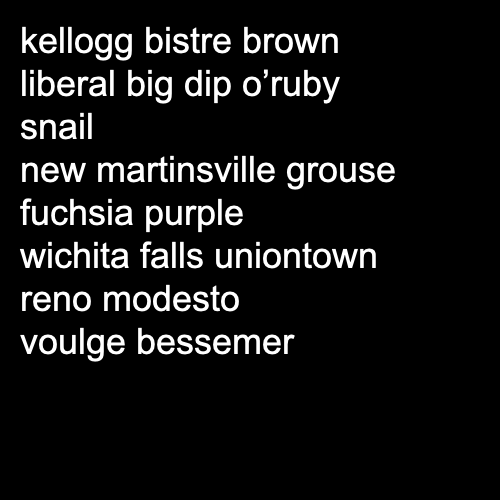 kellogg bistre brown
liberal big dip o’ruby
snail
new martinsville grouse
fuchsia purple
wichita falls uniontown
reno modesto
voulge bessemer